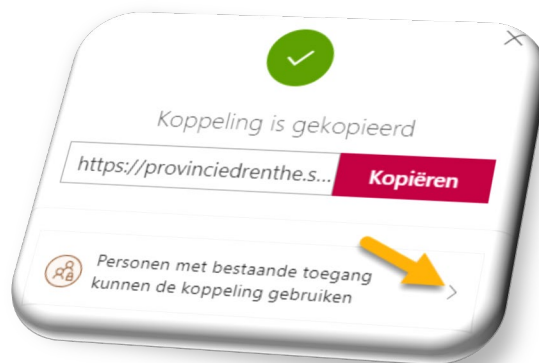 Koppeling is gekopieerd
https://provinciedrenthe.s...
Kopiëren
Personen met bestaande toegang
kunnen de koppeling gebruiken